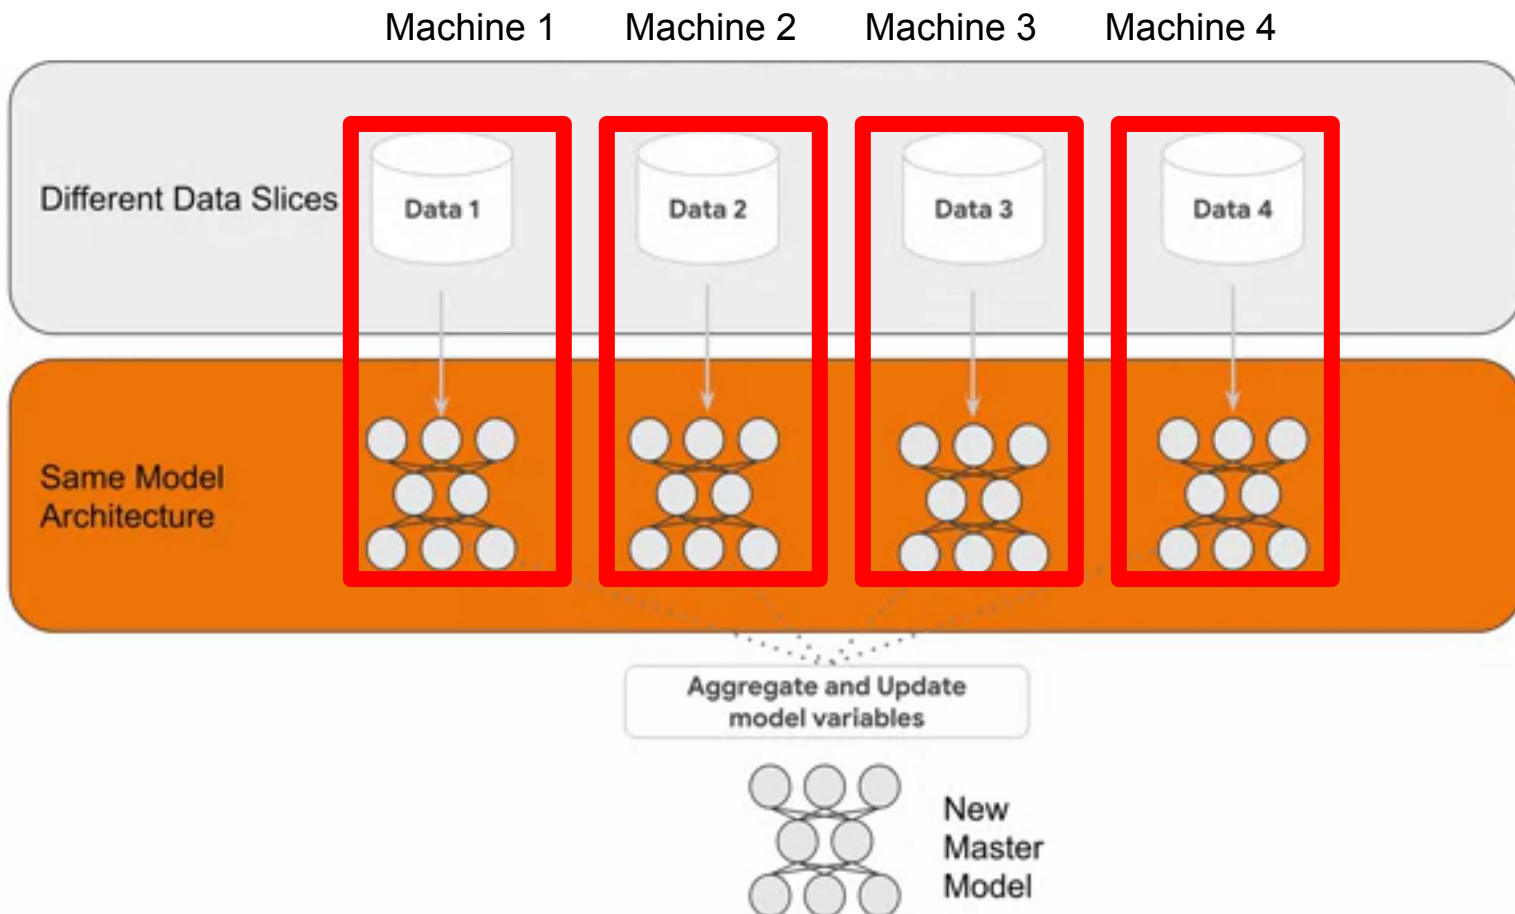 Machine 1
Machine 2
Machine 3
Machine 4
Different Data Slices
Data 1
Data 2
Data 3
Data 4
Same Model
Architecture
Aggregate and Update
model variables
New
Master
Model